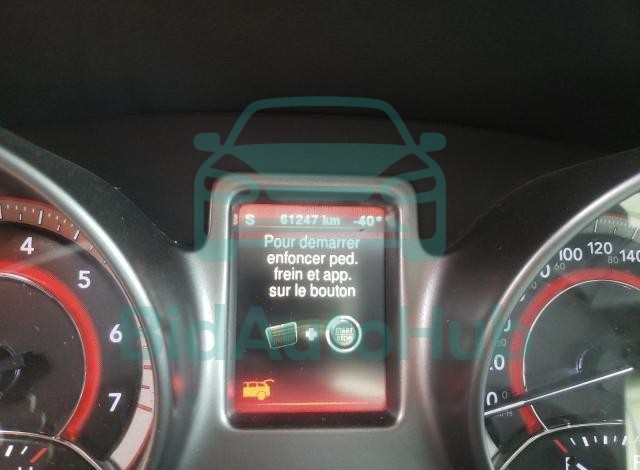 S 61247 km -40°
Pour demarrer
enfoncer ped.
frein et app.
sur le bouton
+ START
STOP
4
5
6
7
100 120
60 80 140
BidAutoHub